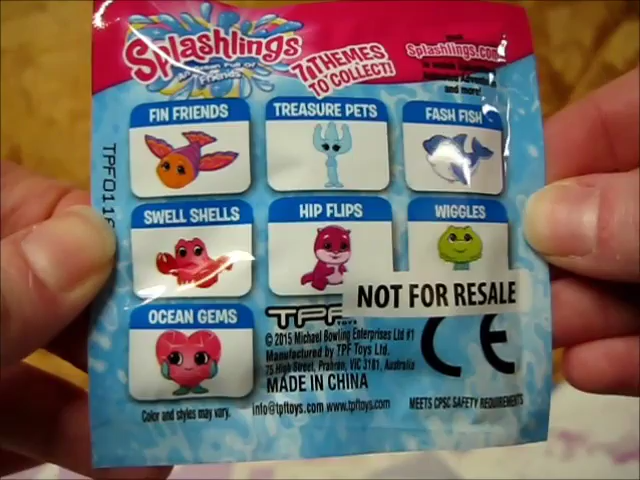 Splashlings
An Ocean Full of Friends
7 THEMES
TO COLLECT!
Splashlings.com
and more!
FIN FRIENDS
TREASURE PETS
FASH FISH
SWELL SHELLS
HIP FLIPS
WIGGLES
OCEAN GEMS
TPF011
NOT FOR RESALE
TPF
© 2015 Michael Bowling Enterprises Ltd #1
Manufactured by TPF Toys Ltd.
75 High Street, Prahran, VIC 3181, Australia
MADE IN CHINA
CE
Color and styles may vary.
info@tpftoys.com www.tpftoys.com
MEETS CPSC SAFETY REQUIREMENTS